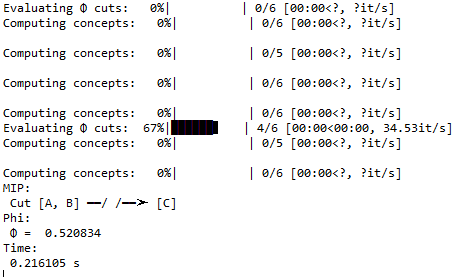 Evaluating Φ cuts:   0%|          | 0/6 [00:00<?, ?it/s]
Computing concepts:   0%|          | 0/6 [00:00<?, ?it/s]
Computing concepts:   0%|          | 0/5 [00:00<?, ?it/s]
Computing concepts:   0%|          | 0/6 [00:00<?, ?it/s]
Computing concepts:   0%|          | 0/6 [00:00<?, ?it/s]
Evaluating Φ cuts:  67%|██████    | 4/6 [00:00<00:00, 34.53it/s]
Computing concepts:   0%|          | 0/5 [00:00<?, ?it/s]
Computing concepts:   0%|          | 0/6 [00:00<?, ?it/s]
MIP:
Cut [A, B] ━━/ /━━➤ [C]
Phi:
Φ =  0.520834
Time:
0.216105 s